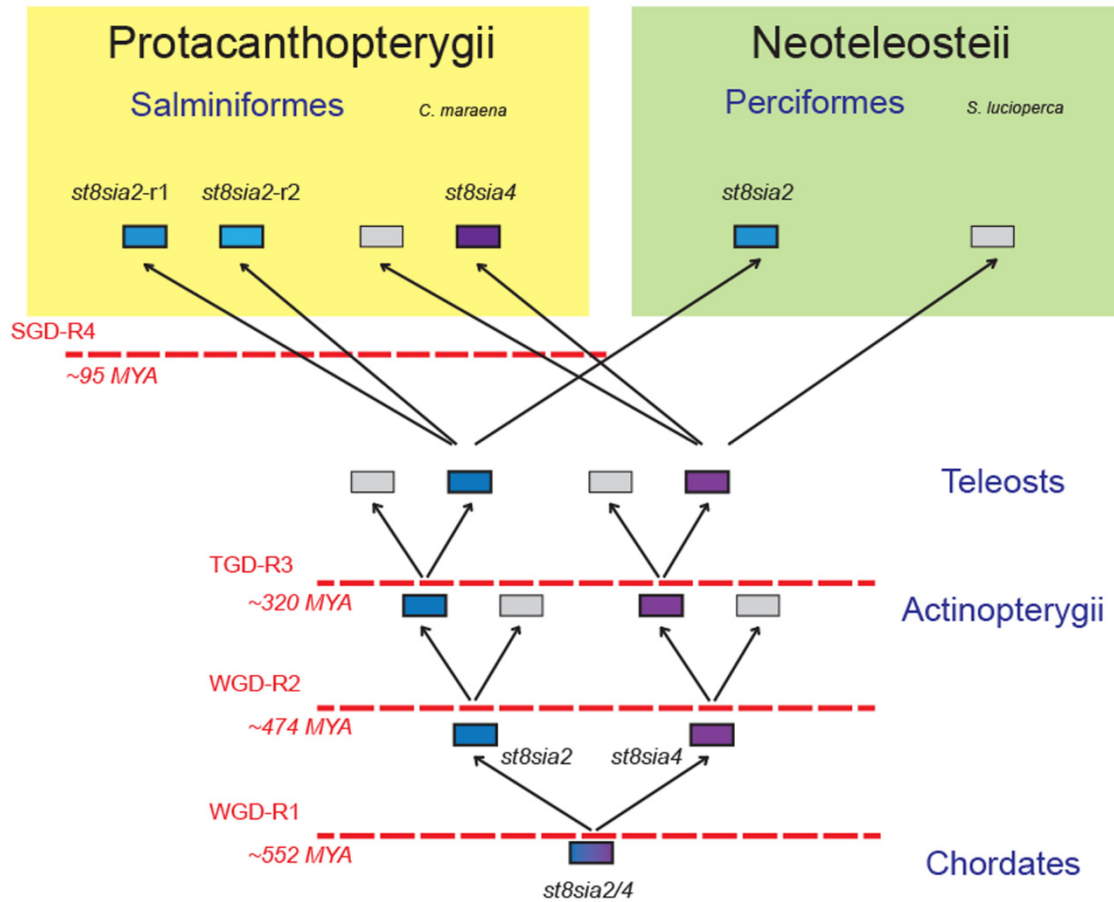 Protacanthopterygii
Neoteleosteii
Salminiformes
C. maraena
Perciformes
S. lucioperca
st8sia2-r1
st8sia2-r2
st8sia4
st8sia2
SGD-R4
~95 MYA
Teleosts
TGD-R3
~320 MYA
Actinopterygii
WGD-R2
~474 MYA
st8sia2
st8sia4
WGD-R1
~552 MYA
Chordates
st8sia2/4